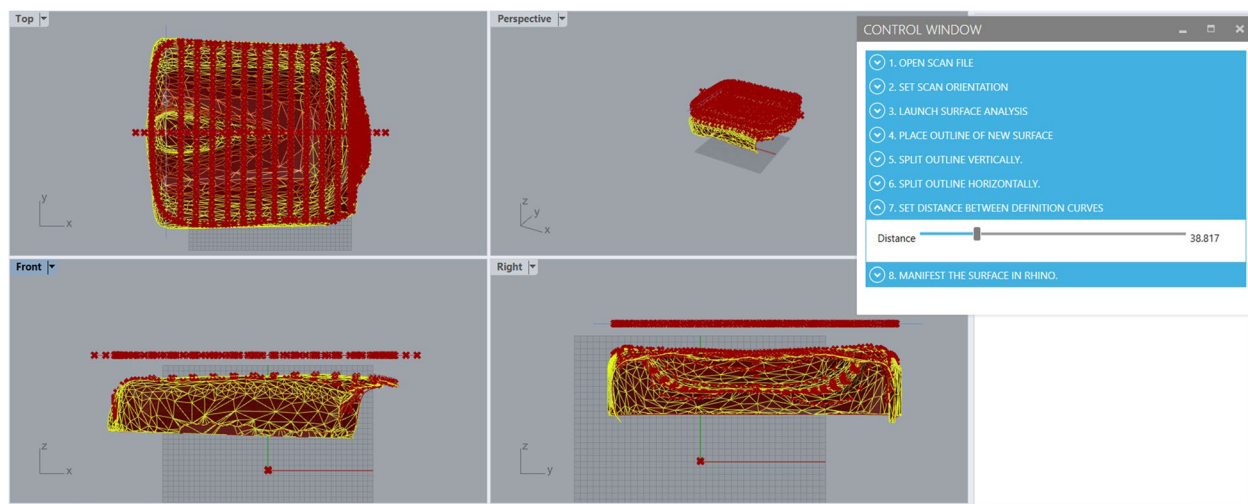 Top
Perspective
CONTROL WINDOW
1. OPEN SCAN FILE
2. SET SCAN ORIENTATION
3. LAUNCH SURFACE ANALYSIS
4. PLACE OUTLINE OF NEW SURFACE
5. SPLIT OUTLINE VERTICALLY.
6. SPLIT OUTLINE HORIZONTALLY.
7. SET DISTANCE BETWEEN DEFINITION CURVES
Distance 38.817
8. MANIFEST THE SURFACE IN RHINO.
y
x
z
y
x
Front
Right
z
x
z
y